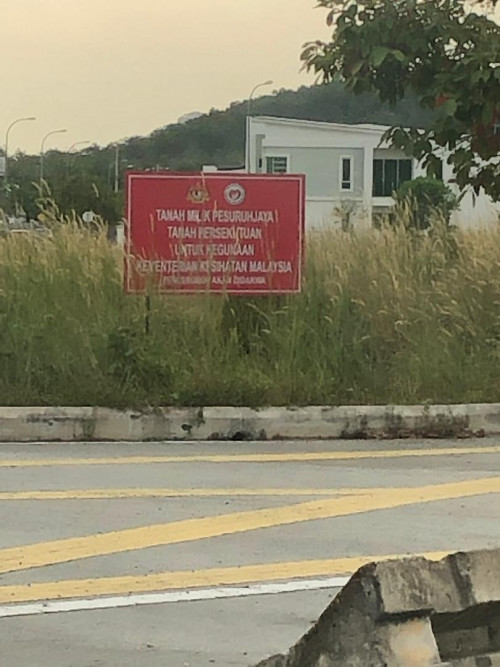 TANAH MILIK PESURUHJAYA
TANAH PERSEKUTUAN
UNTUK KEGUNAAN
KEMENTERIAN KESIHATAN MALAYSIA
PENCEROBOH AKAN DIDAKWA